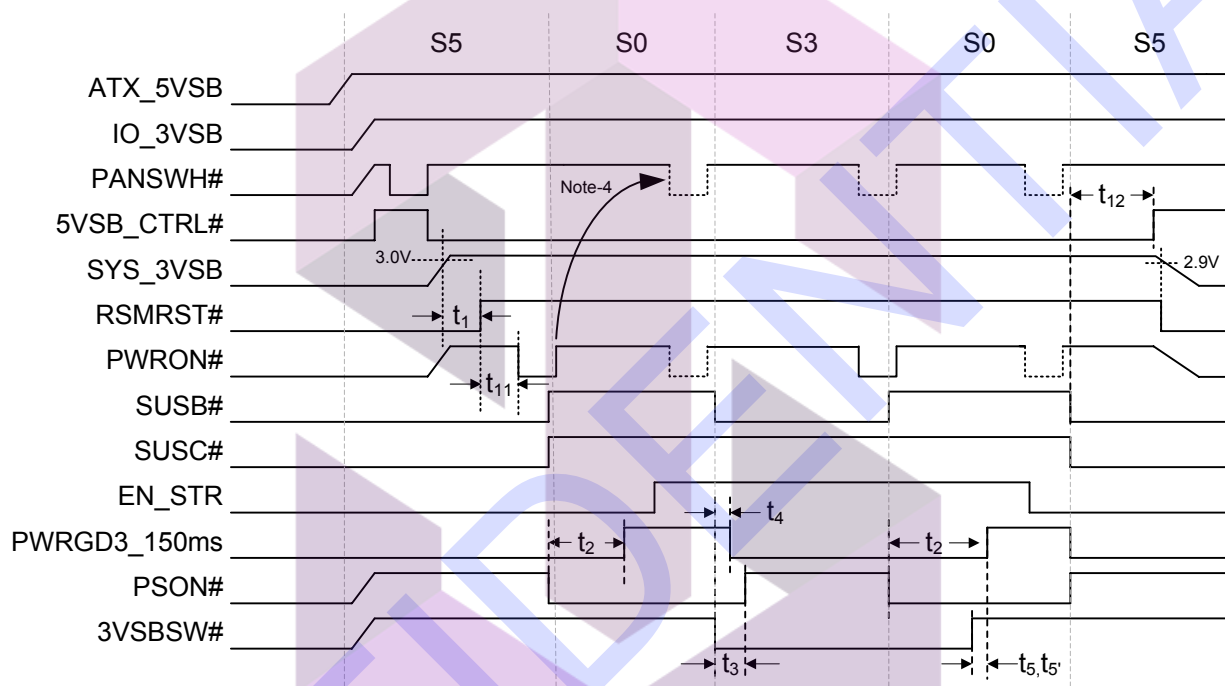 S5 S0 S3 S0 S5
ATX_5VSB
IO_3VSB
PANSWH#
Note-4
5VSB_CTRL#
t12
SYS_3VSB
3.0V
2.9V
RSMRST#
t1
PWRON#
t11
SUSB#
SUSC#
EN_STR
t4
PWRGD3_150ms
t2 t2
PSON#
3VSBSW#
t3 t5,t5'